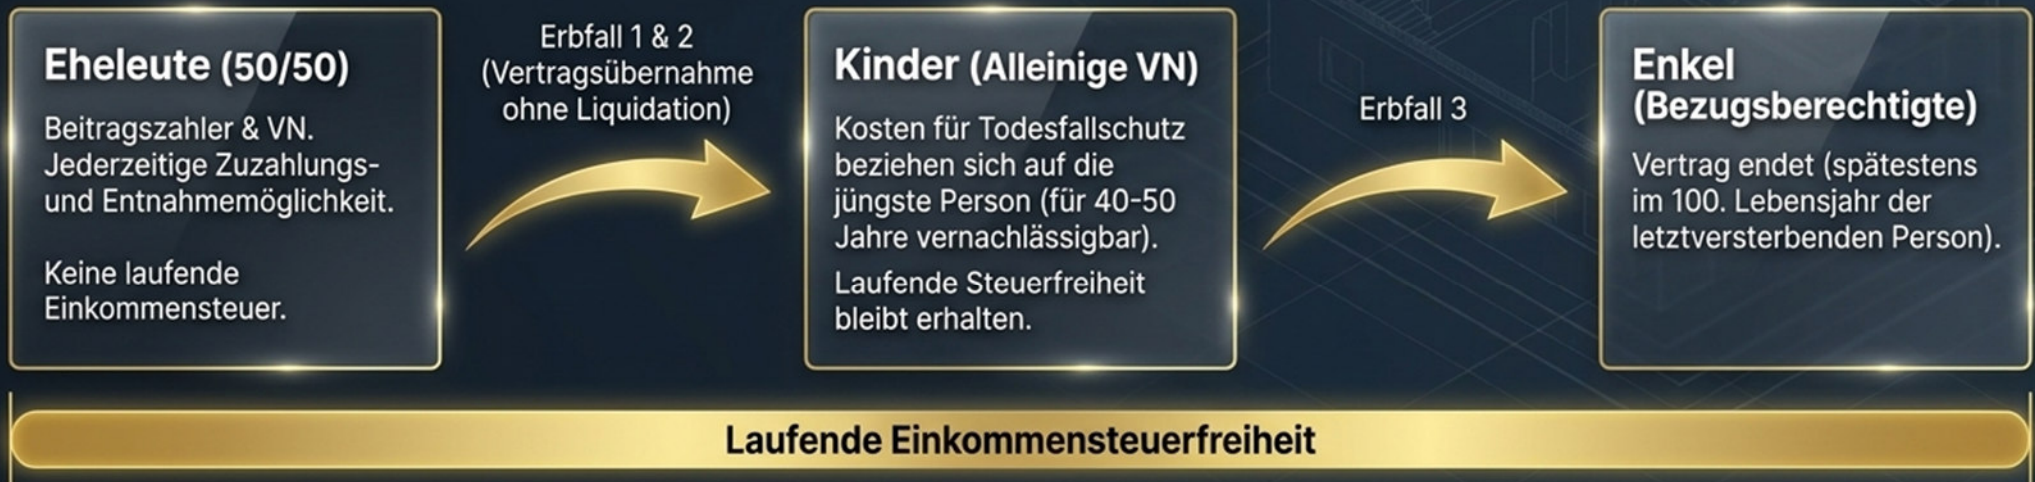 Eheleute (50/50)
Beitragszahler & VN.
Jederzeitige Zuzahlungs-
und Entnahmemöglichkeit.
Keine laufende
Einkommensteuer.
Erbfall 1 & 2
(Vertragsübernahme
ohne Liquidation)
Kinder (Alleinige VN)
Kosten für Todesfallschutz
beziehen sich auf die
jüngste Person (für 40-50
Jahre vernachlässigbar).
Laufende Steuerfreiheit
bleibt erhalten.
Erbfall 3
Enkel
(Bezugsberechtigte)
Vertrag endet (spätestens
im 100. Lebensjahr der
letztversterbenden Person).
Laufende Einkommensteuerfreiheit